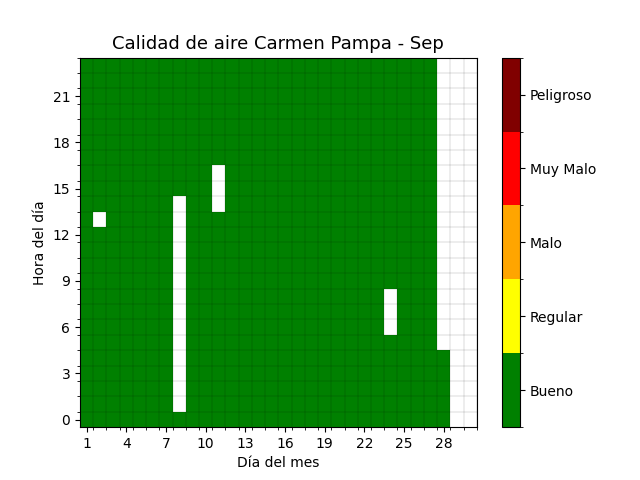 Calidad de aire Carmen Pampa - Sep
Hora del día
21
18
15
12
9
6
3
0
1 4 7 10 13 16 19 22 25 28
Día del mes
Peligroso
Muy Malo
Malo
Regular
Bueno